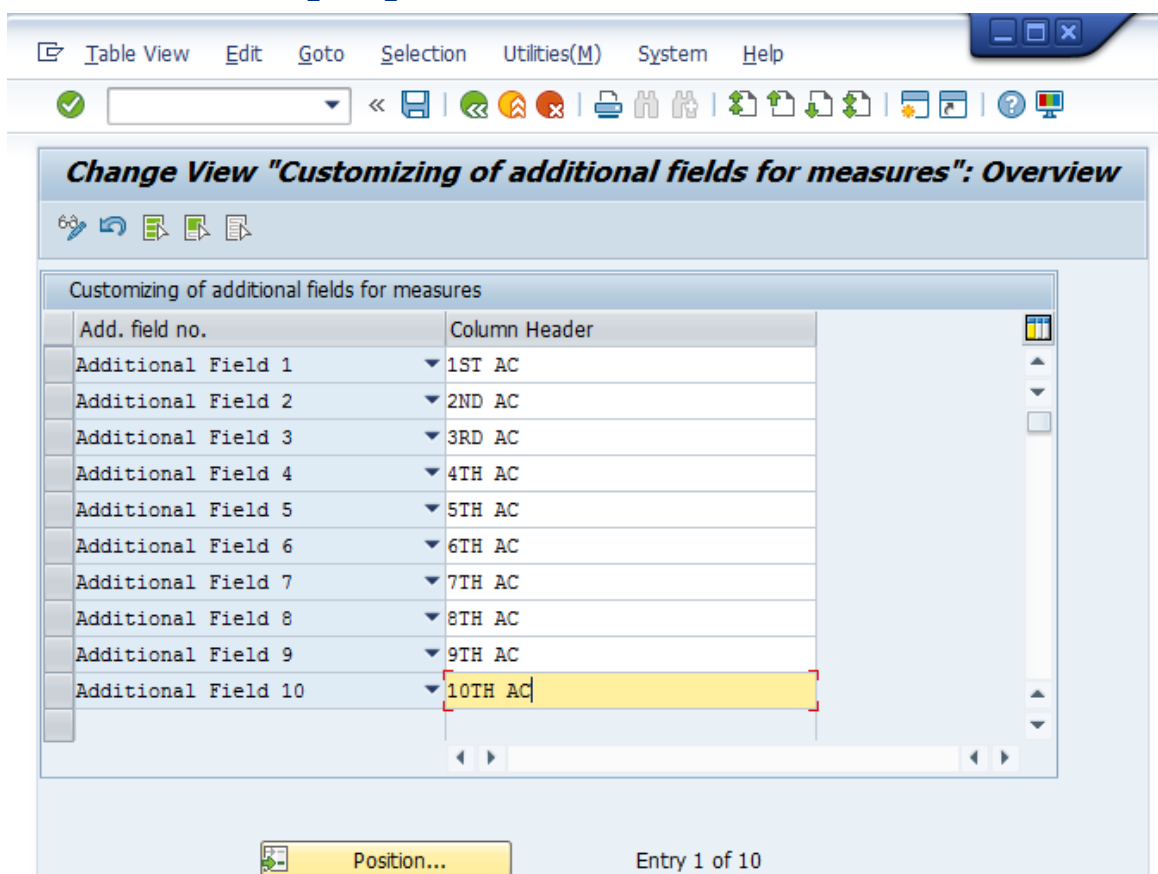 Table View Edit Goto Selection Utilities(M) System Help
Change View "Customizing of additional fields for measures": Overview
Customizing of additional fields for measures
Add. field no. Column Header
Additional Field 1 1ST AC
Additional Field 2 2ND AC
Additional Field 3 3RD AC
Additional Field 4 4TH AC
Additional Field 5 5TH AC
Additional Field 6 6TH AC
Additional Field 7 7TH AC
Additional Field 8 8TH AC
Additional Field 9 9TH AC
Additional Field 10 10TH AC
Position... Entry 1 of 10